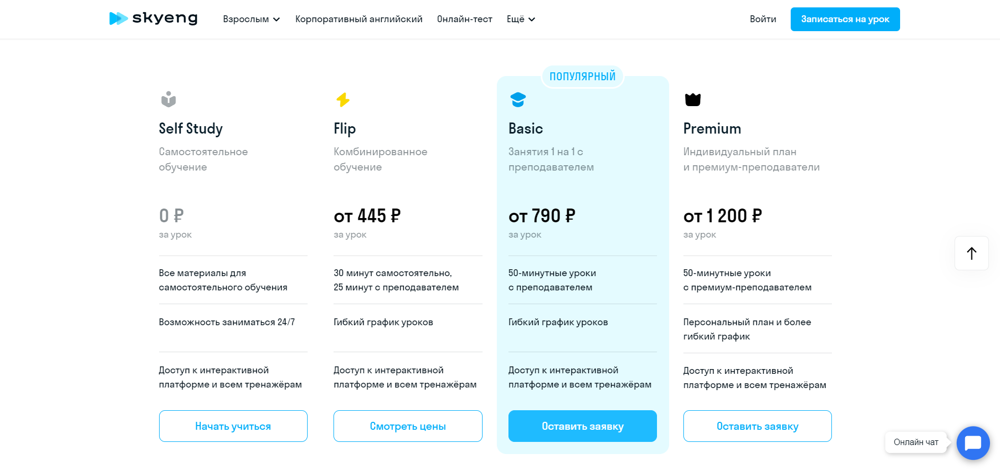 skyeng
Взрослым
Корпоративный английский
Онлайн-тест
Ещё
Войти
Записаться на урок
ПОПУЛЯРНЫЙ
Self Study
Самостоятельное
обучение
0 ₽
за урок
Все материалы для
самостоятельного обучения
Возможность заниматься 24/7
Доступ к интерактивной
платформе и всем тренажёрам
Начать учиться
Flip
Комбинированное
обучение
от 445 ₽
за урок
30 минут самостоятельно,
25 минут с преподавателем
Гибкий график уроков
Доступ к интерактивной
платформе и всем тренажёрам
Смотреть цены
Basic
Занятия 1 на 1 с
преподавателем
от 790 ₽
за урок
50-минутные уроки
с преподавателем
Гибкий график уроков
Доступ к интерактивной
платформе и всем тренажёрам
Оставить заявку
Premium
Индивидуальный план
и премиум-преподаватели
от 1 200 ₽
за урок
50-минутные уроки
с премиум-преподавателем
Персональный план и более
гибкий график
Доступ к интерактивной
платформе и всем тренажёрам
Оставить заявку
Онлайн чат